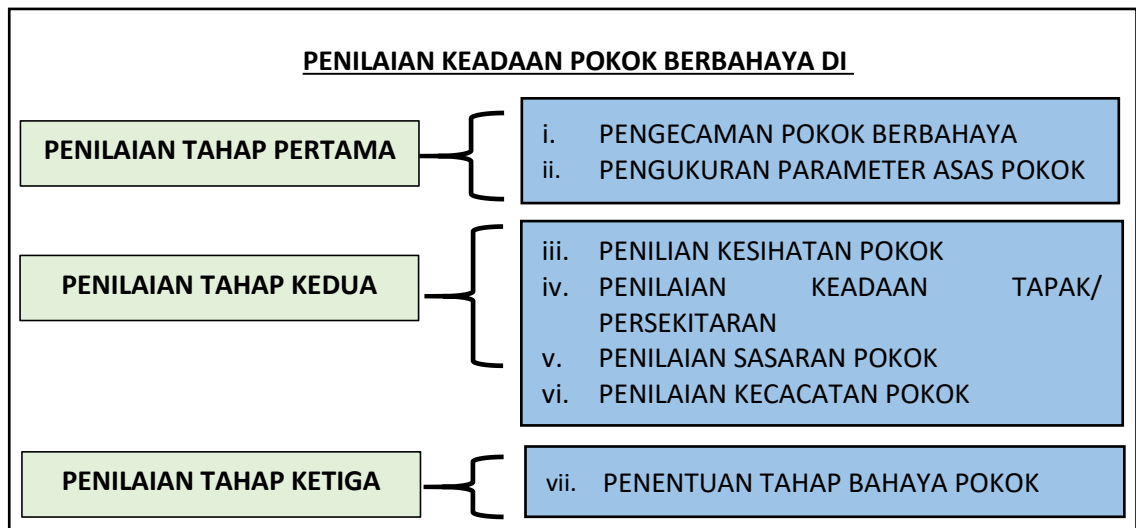 PENILAIAN KEADAAN POKOK BERBAHAYA DI
PENILAIAN TAHAP PERTAMA
i. PENGECAMAN POKOK BERBAHAYA
ii. PENGUKURAN PARAMETER ASAS POKOK
PENILAIAN TAHAP KEDUA
iii. PENILIAN KESIHATAN POKOK
iv. PENILAIAN KEADAAN TAPAK/
PERSEKITARAN
v. PENILAIAN SASARAN POKOK
vi. PENILAIAN KECACATAN POKOK
PENILAIAN TAHAP KETIGA
vii. PENENTUAN TAHAP BAHAYA POKOK